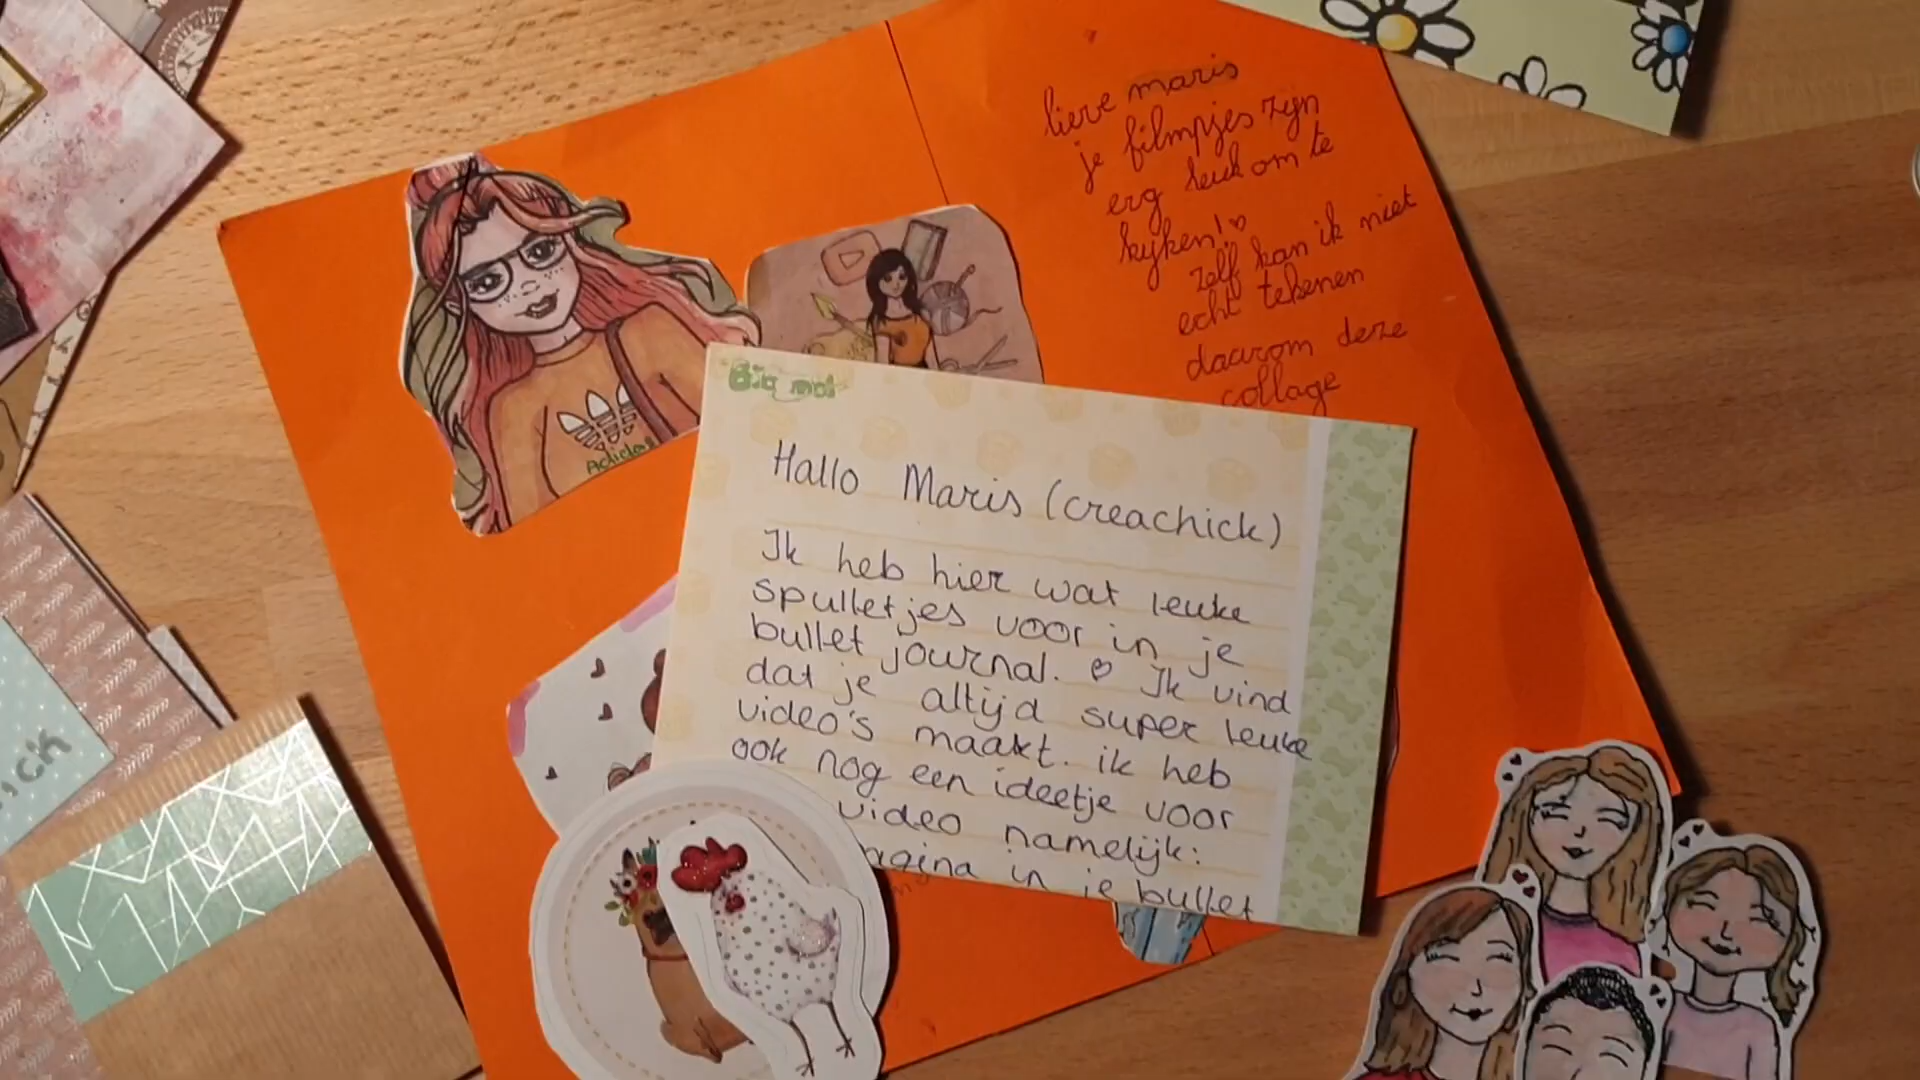 lieve maris
je filmpjes zijn
erg leuk om te
kijken!
zelf kan ik niet
echt tekenen
daarom deze
collage
Adidas
Hallo Maris (creachick)
Ik heb hier wat leuke
spulletjes voor in je
bullet journal. Ik vind
dat je altijd super leuke
video's maakt. ik heb
ook nog een ideetje voor
video namelijk:
agina in je bullet
ICK